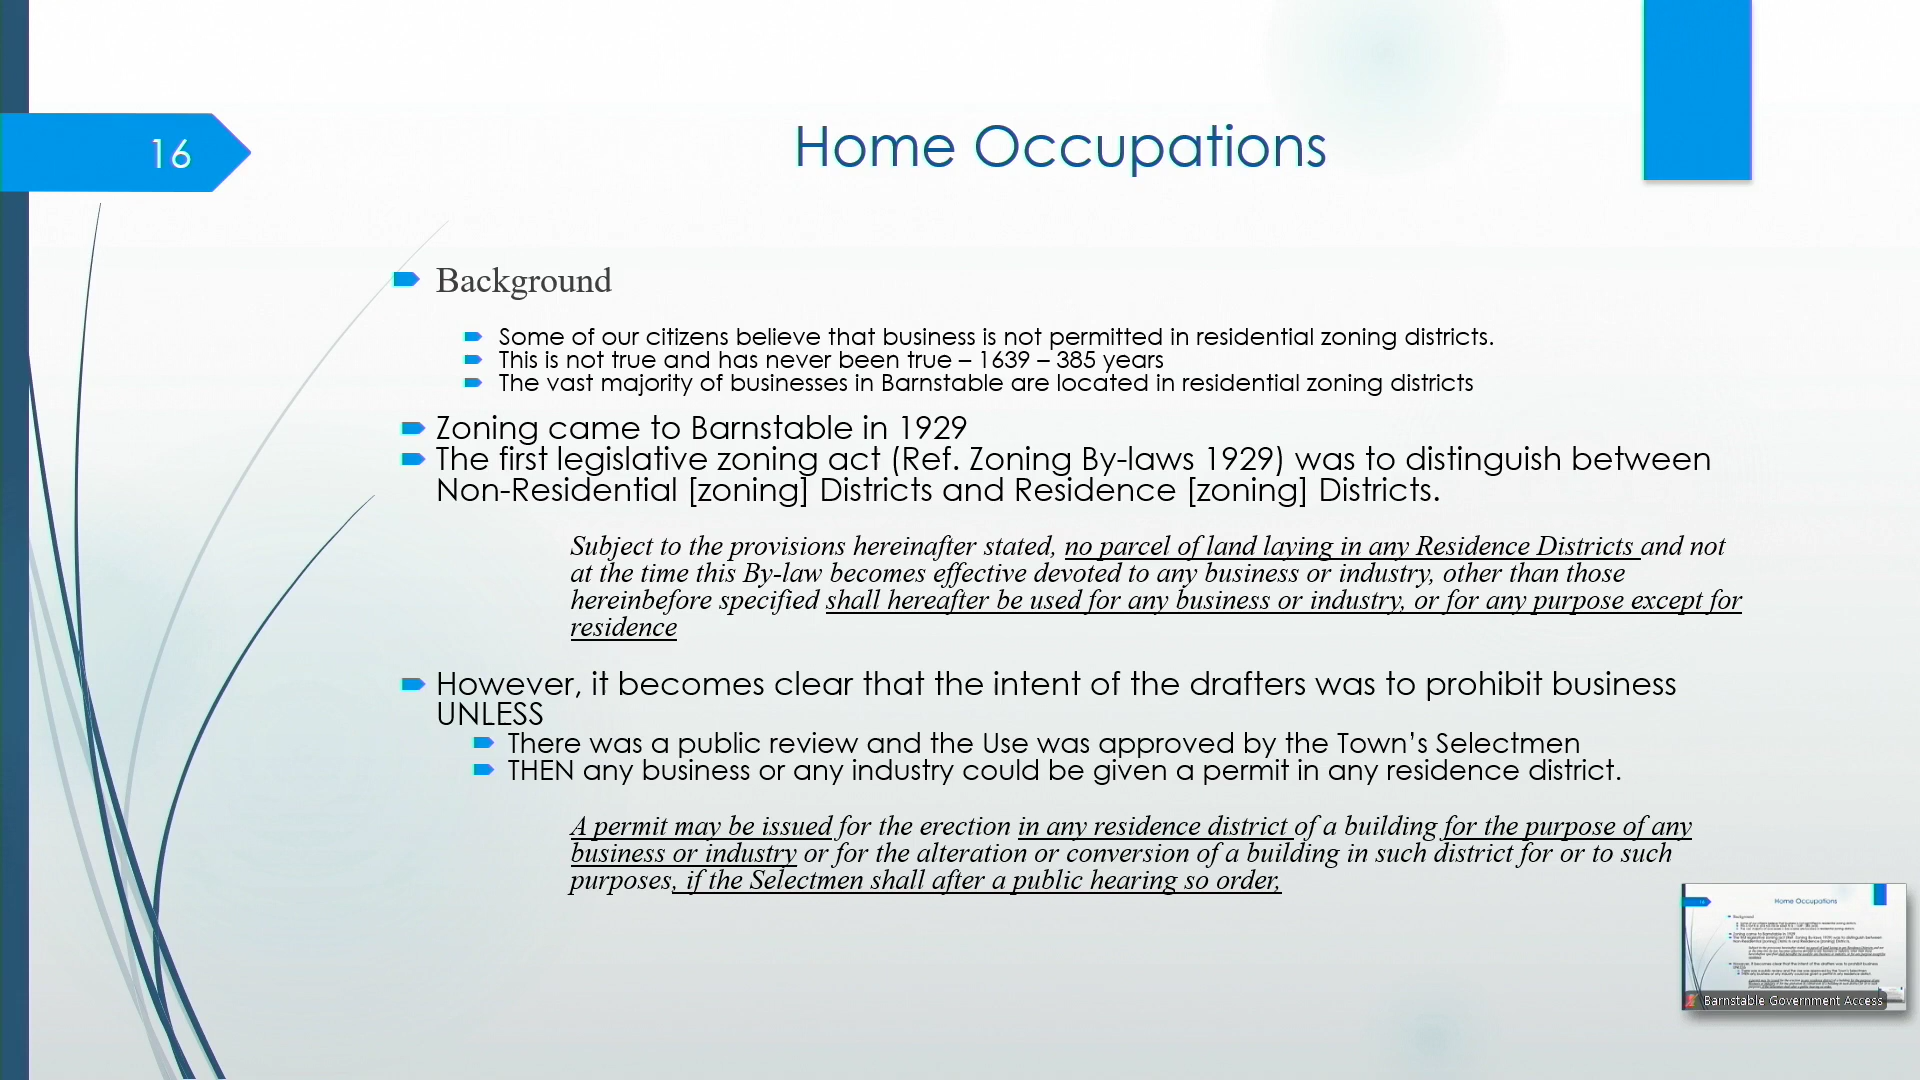 16
Home Occupations
Background
Some of our citizens believe that business is not permitted in residential zoning districts.
This is not true and has never been true – 1639 – 385 years
The vast majority of businesses in Barnstable are located in residential zoning districts
Zoning came to Barnstable in 1929
The first legislative zoning act (Ref. Zoning By-laws 1929) was to distinguish between
Non-Residential [zoning] Districts and Residence [zoning] Districts.
Subject to the provisions hereinafter stated, no parcel of land laying in any Residence Districts and not
at the time this By-law becomes effective devoted to any business or industry, other than those
hereinbefore specified shall hereafter be used for any business or industry, or for any purpose except for
residence
However, it becomes clear that the intent of the drafters was to prohibit business
UNLESS
There was a public review and the Use was approved by the Town’s Selectmen
THEN any business or any industry could be given a permit in any residence district.
A permit may be issued for the erection in any residence district of a building for the purpose of any
business or industry or for the alteration or conversion of a building in such district for or to such
purposes, if the Selectmen shall after a public hearing so order,
Home Occupations
Barnstable Government Access